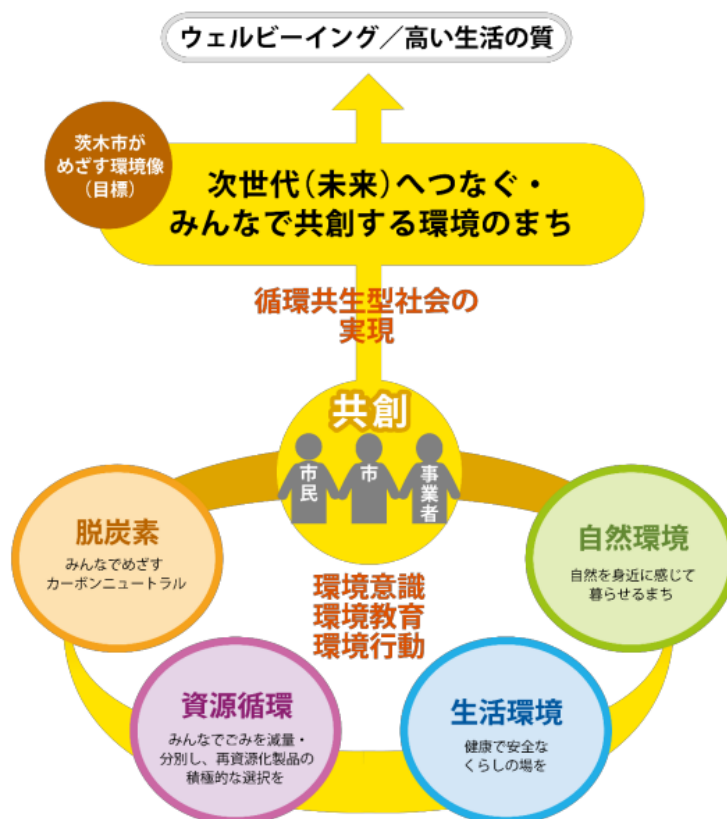 ウェルビーイング／高い生活の質
茨木市が
めざす環境像
（目標）
次世代（未来）へつなぐ・
みんなで共創する環境のまち
循環共生型社会の
実現
共創
市民
市
事業者
脱炭素
みんなでめざす
カーボンニュートラル
自然環境
自然を身近に感じて
暮らせるまち
環境意識
環境教育
環境行動
資源循環
みんなでごみを減量・
分別し、再資源化製品の
積極的な選択を
生活環境
健康で安全な
くらしの場を